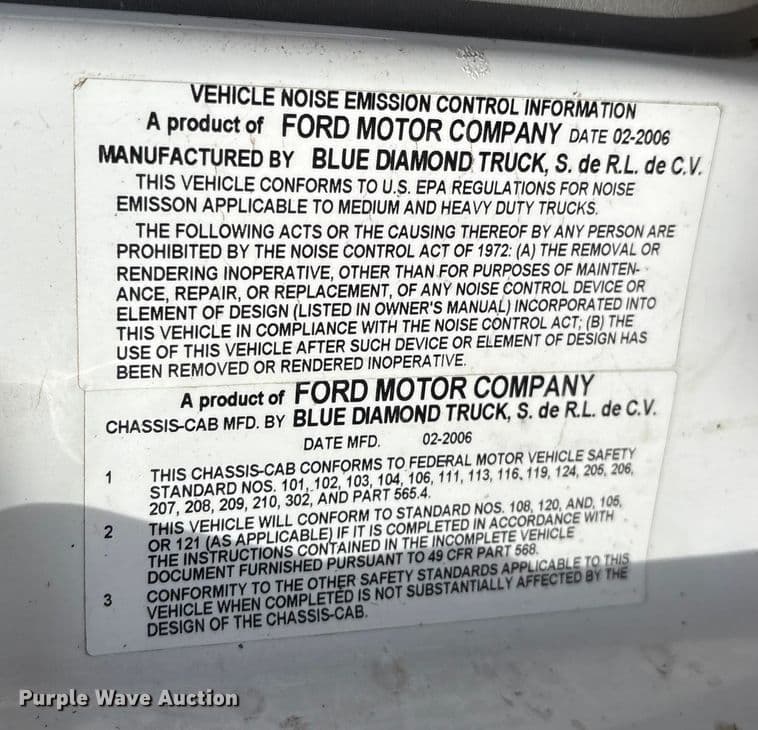 VEHICLE NOISE EMISSION CONTROL INFORMATION
A product of FORD MOTOR COMPANY DATE 02-2006
MANUFACTURED BY BLUE DIAMOND TRUCK, S. de R.L. de C.V.
THIS VEHICLE CONFORMS TO U.S. EPA REGULATIONS FOR NOISE
EMISSON APPLICABLE TO MEDIUM AND HEAVY DUTY TRUCKS.
THE FOLLOWING ACTS OR THE CAUSING THEREOF BY ANY PERSON ARE
PROHIBITED BY THE NOISE CONTROL ACT OF 1972: (A) THE REMOVAL OR
RENDERING INOPERATIVE, OTHER THAN FOR PURPOSES OF MAINTEN-
ANCE, REPAIR, OR REPLACEMENT, OF ANY NOISE CONTROL DEVICE OR
ELEMENT OF DESIGN (LISTED IN OWNER'S MANUAL) INCORPORATED INTO
THIS VEHICLE IN COMPLIANCE WITH THE NOISE CONTROL ACT; (B) THE
USE OF THIS VEHICLE AFTER SUCH DEVICE OR ELEMENT OF DESIGN HAS
BEEN REMOVED OR RENDERED INOPERATIVE.
A product of FORD MOTOR COMPANY
CHASSIS-CAB MFD. BY BLUE DIAMOND TRUCK, S. de R.L. de C.V.
DATE MFD. 02-2006
1 THIS CHASSIS-CAB CONFORMS TO FEDERAL MOTOR VEHICLE SAFETY
STANDARD NOS. 101, 102, 103, 104, 106, 111, 113, 116, 119, 124, 205, 206,
207, 208, 209, 210, 302, AND PART 565.4.
2 THIS VEHICLE WILL CONFORM TO STANDARD NOS. 108, 120, AND, 105,
OR 121 (AS APPLICABLE) IF IT IS COMPLETED IN ACCORDANCE WITH
THE INSTRUCTIONS CONTAINED IN THE INCOMPLETE VEHICLE
DOCUMENT FURNISHED PURSUANT TO 49 CFR PART 568.
3 CONFORMITY TO THE OTHER SAFETY STANDARDS APPLICABLE TO THIS
VEHICLE WHEN COMPLETED IS NOT SUBSTANTIALLY AFFECTED BY THE
DESIGN OF THE CHASSIS-CAB.
Purple Wave Auction